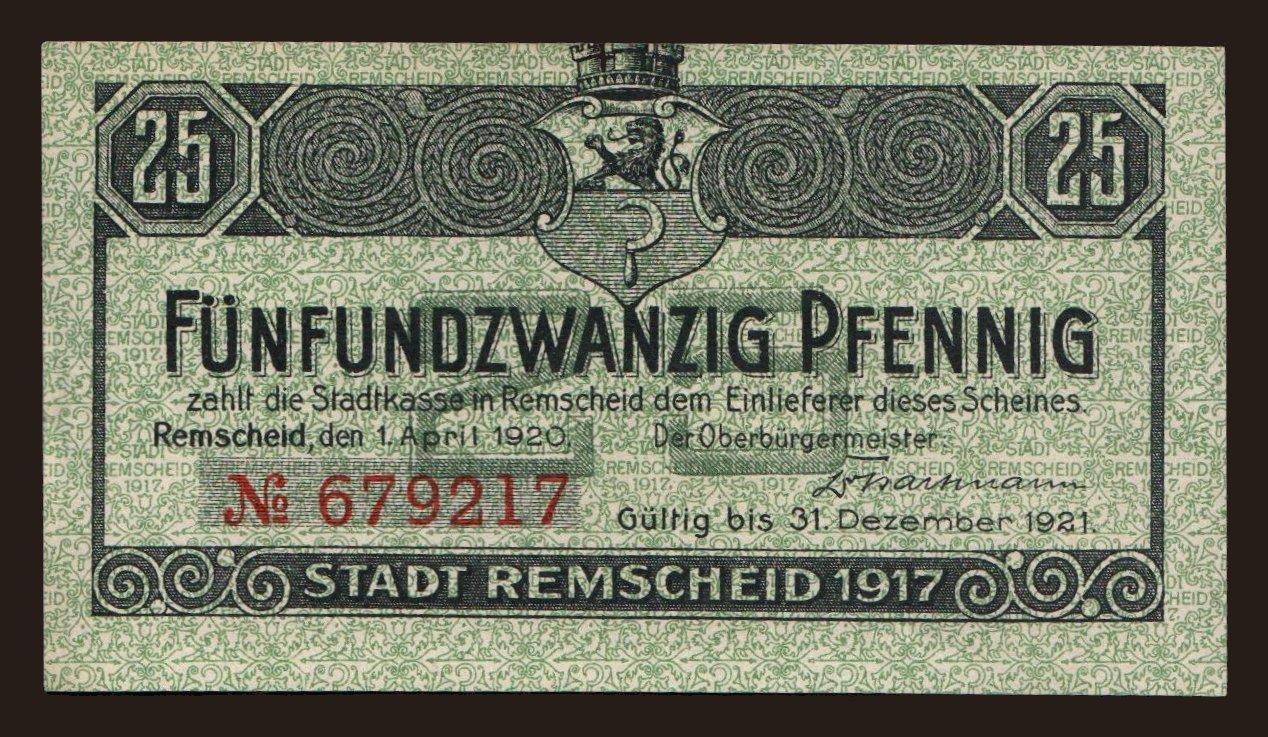 25 25
FÜNFUNDZWANZIG PFENNIG
zahlt die Stadtkasse in Remscheid dem Einlieferer dieses Scheines.
Remscheid, den 1. April 1920. Der Oberbürgermeister:
№ 679217
Gültig bis 31. Dezember 1921.
STADT REMSCHEID 1917